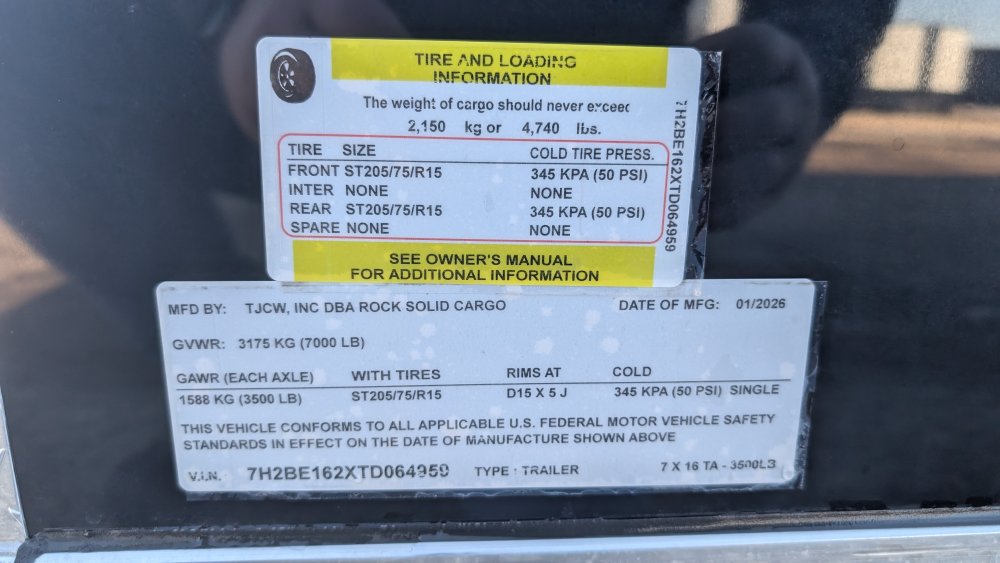 TIRE AND LOADING
INFORMATION
The weight of cargo should never exceed
2,150 kg or 4,740 lbs.
TIRE SIZE COLD TIRE PRESS.
FRONT ST205/75/R15 345 KPA (50 PSI)
INTER NONE NONE
REAR ST205/75/R15 345 KPA (50 PSI)
SPARE NONE NONE
SEE OWNER'S MANUAL
FOR ADDITIONAL INFORMATION
7H2BE162XTD064959
MFD BY: TJCW, INC DBA ROCK SOLID CARGO DATE OF MFG: 01/2026
GVWR: 3175 KG (7000 LB)
GAWR (EACH AXLE) WITH TIRES RIMS AT COLD
1588 KG (3500 LB) ST205/75/R15 D15 X 5 J 345 KPA (50 PSI) SINGLE
THIS VEHICLE CONFORMS TO ALL APPLICABLE U.S. FEDERAL MOTOR VEHICLE SAFETY
STANDARDS IN EFFECT ON THE DATE OF MANUFACTURE SHOWN ABOVE
V.I.N. 7H2BE162XTD064959 TYPE : TRAILER 7 X 16 TA - 3500LB